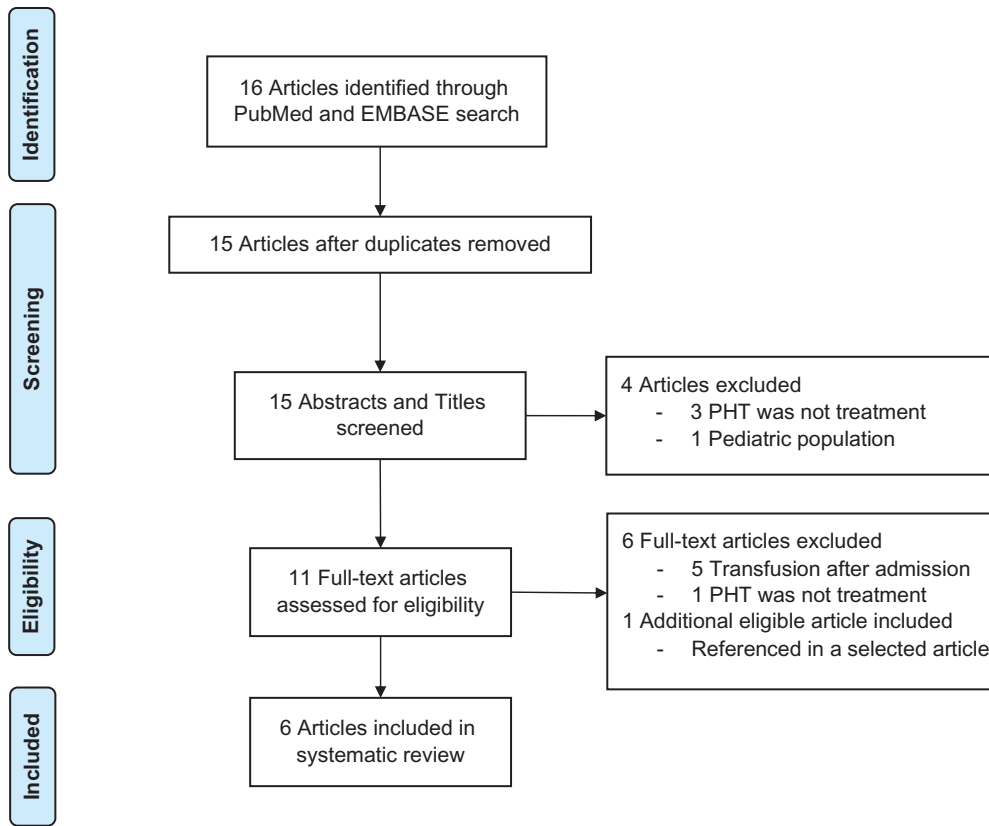 Identification
16 Articles identified through
PubMed and EMBASE search
Screening
15 Articles after duplicates removed
15 Abstracts and Titles
screened
4 Articles excluded
- 3 PHT was not treatment
- 1 Pediatric population
Eligibility
11 Full-text articles
assessed for eligibility
6 Full-text articles excluded
- 5 Transfusion after admission
- 1 PHT was not treatment
1 Additional eligible article included
- Referenced in a selected article
Included
6 Articles included in
systematic review